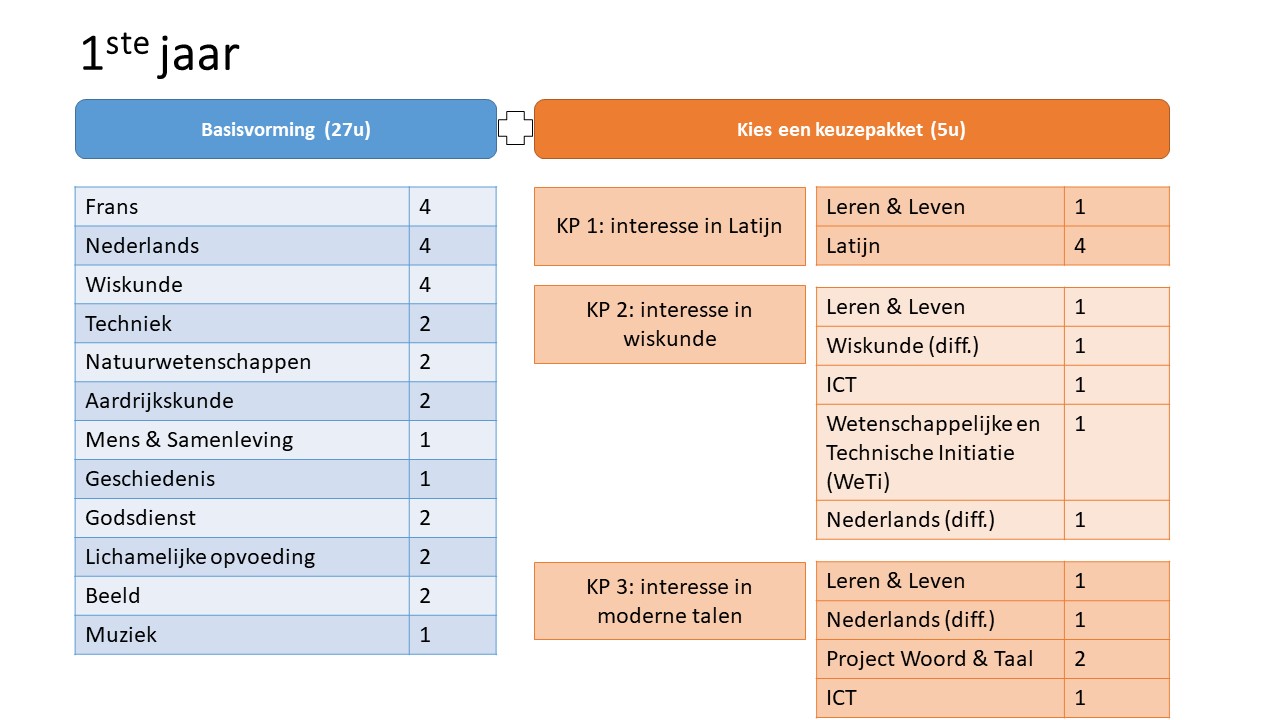 1ste jaar
Basisvorming (27u)
Kies een keuzepakket (5u)
Frans 4
Nederlands 4
Wiskunde 4
Techniek 2
Natuurwetenschappen 2
Aardrijkskunde 2
Mens & Samenleving 1
Geschiedenis 1
Godsdienst 2
Lichamelijke opvoeding 2
Beeld 2
Muziek 1
KP 1: interesse in Latijn
Leren & Leven 1
Latijn 4
KP 2: interesse in
wiskunde
Leren & Leven 1
Wiskunde (diff.) 1
ICT 1
Wetenschappelijke en 1
Technische Initiatie
(WeTi)
Nederlands (diff.) 1
KP 3: interesse in
moderne talen
Leren & Leven 1
Nederlands (diff.) 1
Project Woord & Taal 2
ICT 1